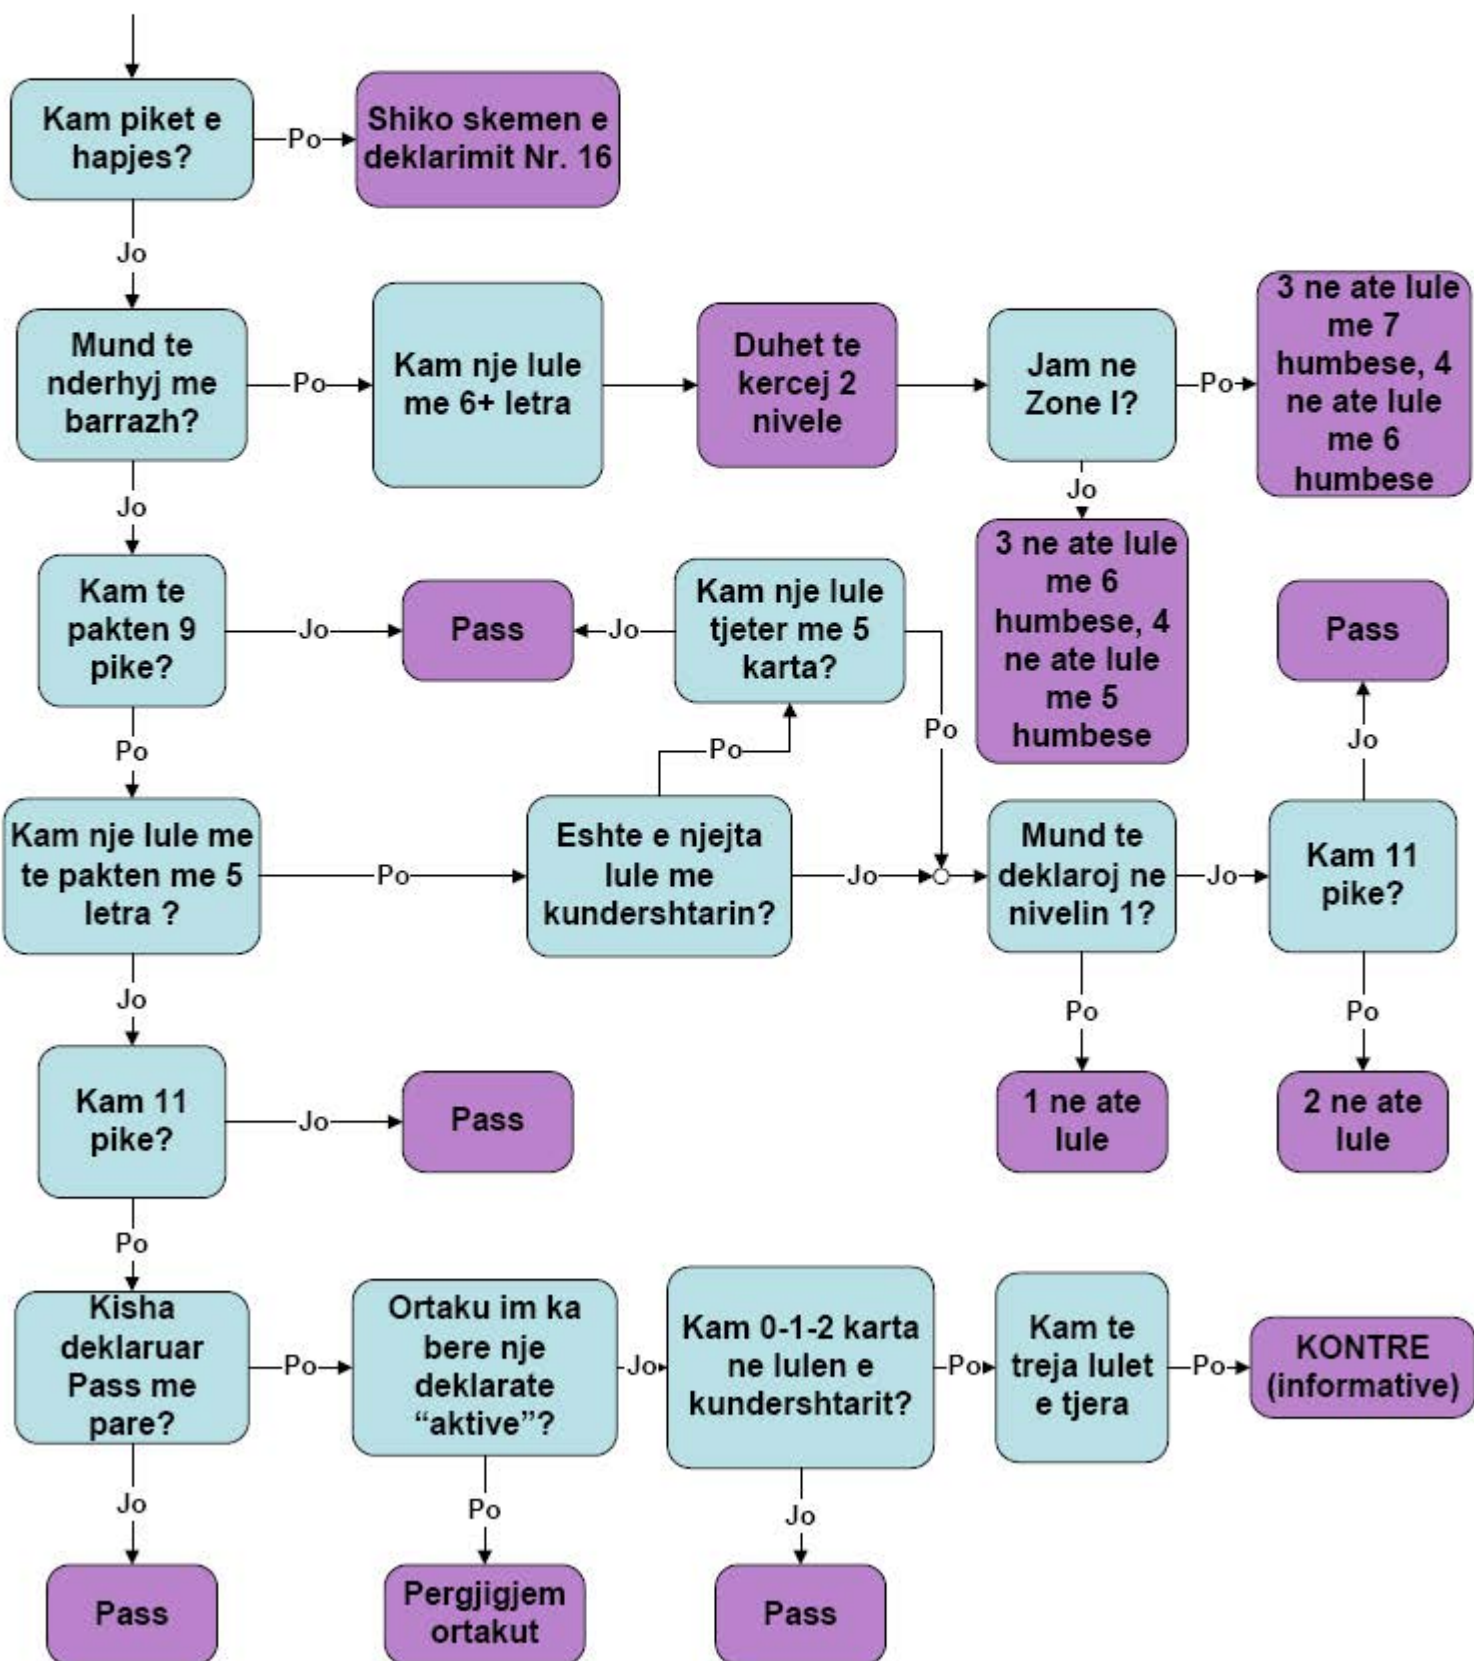 Kam piket e
hapjes?
Po
Shiko skemen e
deklarimit Nr. 16
Jo
Mund te
nderhyj me
barrazh?
Po
Kam nje lule
me 6+ letra
Duhet te
kercej 2
nivele
Jam ne
Zone I?
Po
3 ne ate lule
me 7
humbese, 4
ne ate lule
me 6
humbese
Jo
Jo
3 ne ate lule
me 6
humbese, 4
ne ate lule
me 5
humbese
Kam te
pakten 9
pike?
Jo
Pass
Jo
Kam nje lule
tjeter me 5
karta?
Pass
Po
Po
Po
Jo
Kam nje lule me
te pakten me 5
letra ?
Po
Eshte e njejta
lule me
kundershtarin?
Jo
Mund te
deklaroj ne
nivelin 1?
Jo
Kam 11
pike?
Jo
Po
Po
Kam 11
pike?
Jo
Pass
1 ne ate
lule
2 ne ate
lule
Po
Kisha
deklaruar
Pass me
pare?
Po
Ortaku im ka
bere nje
deklarate
“aktive”?
Jo
Kam 0-1-2 karta
ne lulen e
kundershtarit?
Po
Kam te
treja lulet
e tjera
Po
KONTRE
(informative)
Jo
Po
Jo
Pass
Pergjigjem
ortakut
Pass